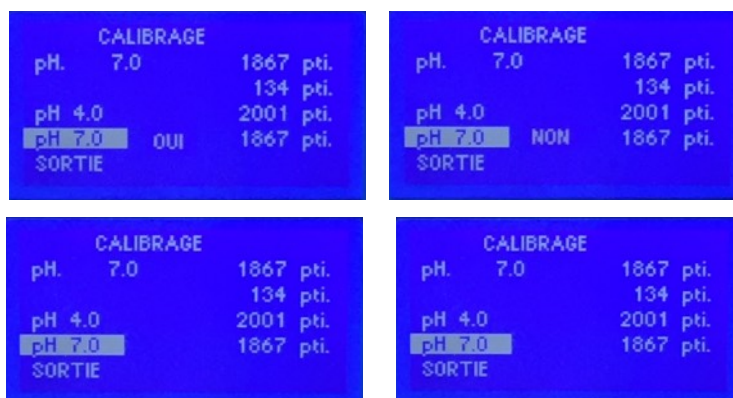 CALIBRAGE
pH. 7.0 1867 pti.
134 pti.
pH 4.0 2001 pti.
pH 7.0 OUI 1867 pti.
SORTIE
CALIBRAGE
pH. 7.0 1867 pti.
134 pti.
pH 4.0 2001 pti.
pH 7.0 NON 1867 pti.
SORTIE
CALIBRAGE
pH. 7.0 1867 pti.
134 pti.
pH 4.0 2001 pti.
pH 7.0 1867 pti.
SORTIE
CALIBRAGE
pH. 7.0 1867 pti.
134 pti.
pH 4.0 2001 pti.
pH 7.0 1867 pti.
SORTIE